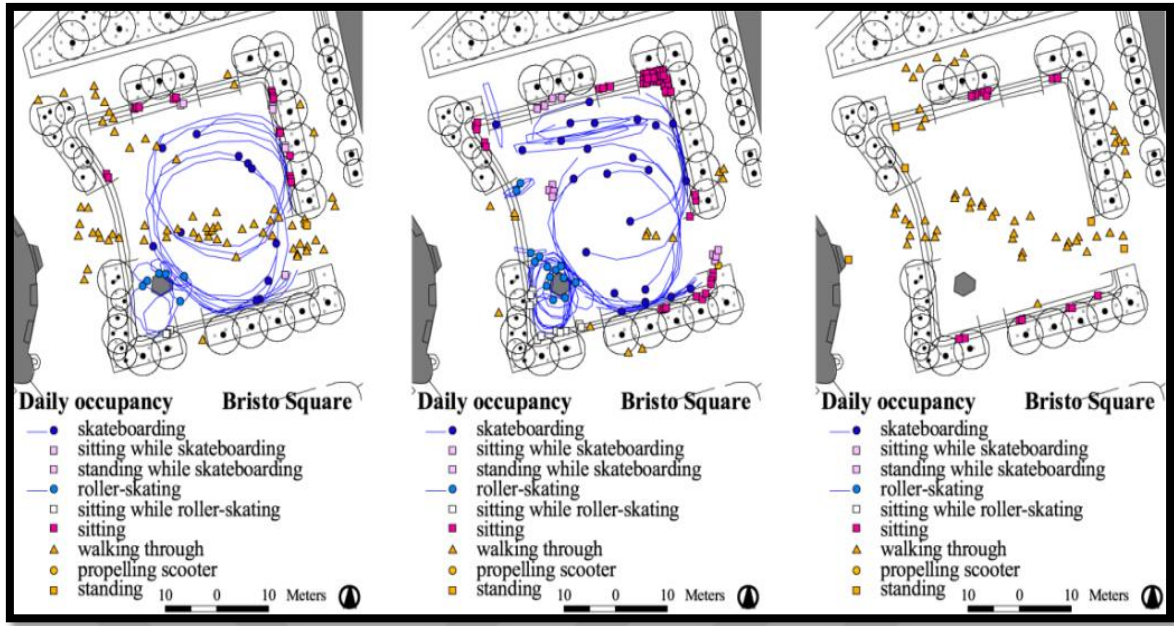 Daily occupancy Bristo Square
skateboarding
sitting while skateboarding
standing while skateboarding
roller-skating
sitting while roller-skating
sitting
walking through
propelling scooter
standing
10 0 10 Meters
Daily occupancy Bristo Square
skateboarding
sitting while skateboarding
standing while skateboarding
roller-skating
sitting while roller-skating
sitting
walking through
propelling scooter
standing
10 0 10 Meters
Daily occupancy Bristo Square
skateboarding
sitting while skateboarding
standing while skateboarding
roller-skating
sitting while roller-skating
sitting
walking through
propelling scooter
standing
10 0 10 Meters